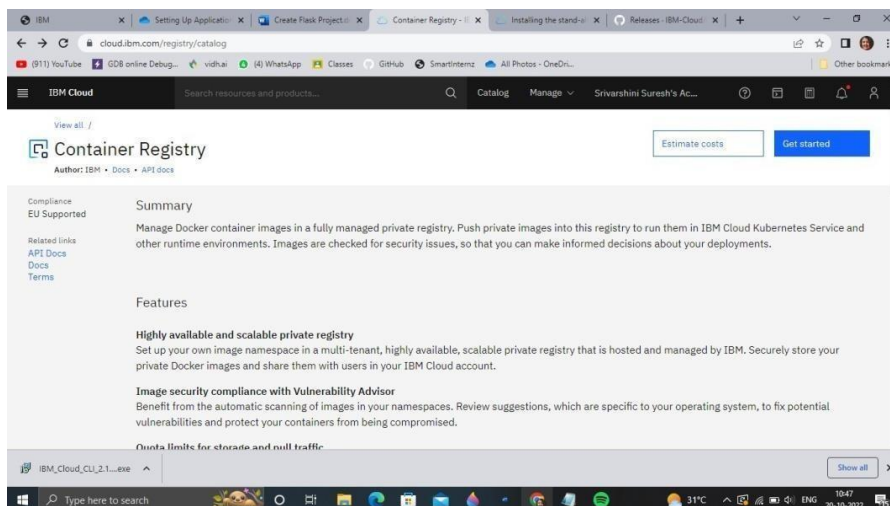 IBM
Setting Up Applicatio
Create Flask Project.d
Container Registry - I
Installing the stand-a
Releases · IBM-Cloud
cloud.ibm.com/registry/catalog
(911) YouTube
GDB online Debug...
vidh.ai
(4) WhatsApp
Classes
GitHub
Smartinternz
All Photos - OneDri...
Other bookmark
IBM Cloud
Search resources and products...
Catalog
Manage
Srivarshini Suresh's Ac...
View all /
Container Registry
Author: IBM • Docs • API docs
Estimate costs
Get started
Compliance
EU Supported
Related links
API Docs
Docs
Terms
Summary
Manage Docker container images in a fully managed private registry. Push private images into this registry to run them in IBM Cloud Kubernetes Service and
other runtime environments. Images are checked for security issues, so that you can make informed decisions about your deployments.
Features
Highly available and scalable private registry
Set up your own image namespace in a multi-tenant, highly available, scalable private registry that is hosted and managed by IBM. Securely store your
private Docker images and share them with users in your IBM Cloud account.
Image security compliance with Vulnerability Advisor
Benefit from the automatic scanning of images in your namespaces. Review suggestions, which are specific to your operating system, to fix potential
vulnerabilities and protect your containers from being compromised.
Quota limits for storage and pull traffic
IBM_Cloud_CLI_2.1....exe
Show all
Type here to search
31°C
ENG
10:47
20-10-2022